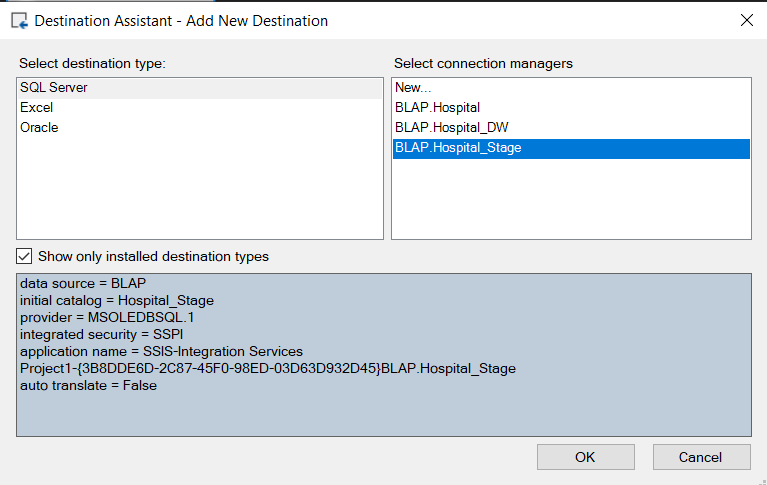 Destination Assistant - Add New Destination
Select destination type:
SQL Server
Excel
Oracle
Select connection managers
New...
BLAP.Hospital
BLAP.Hospital_DW
BLAP.Hospital_Stage
Show only installed destination types
data source = BLAP
initial catalog = Hospital_Stage
provider = MSOLEDBSQL.1
integrated security = SSPI
application name = SSIS-Integration Services
Project1-{3B8DDE6D-2C87-45F0-98ED-03D63D932D45}BLAP.Hospital_Stage
auto translate = False
OK
Cancel